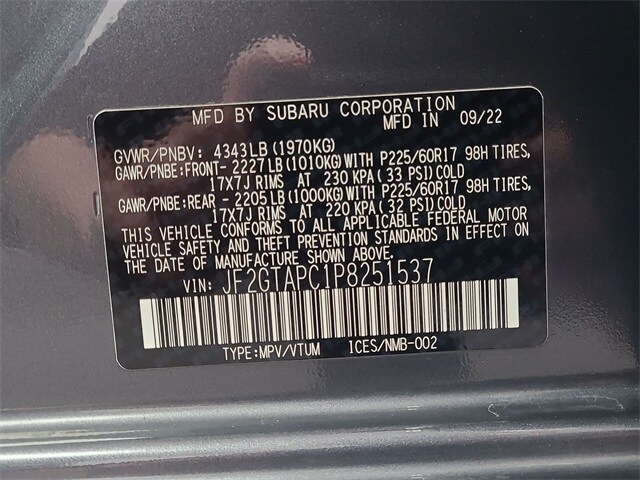 MFD BY SUBARU CORPORATION
MFD IN 09/22
GVWR/PNBV: 4343LB(1970KG)
GAWR/PNBE:FRONT- 2227LB(1010KG)WITH P225/60R17 98H TIRES,
17X7J RIMS AT 230 KPA (33 PSI)COLD
GAWR/PNBE:REAR - 2205LB(1000KG)WITH P225/60R17 98H TIRES,
17X7J RIMS AT 220 KPA (32 PSI)COLD
THIS VEHICLE CONFORMS TO ALL APPLICABLE FEDERAL MOTOR
VEHICLE SAFETY AND THEFT PREVENTION STANDARDS IN EFFECT
ON THE DATE OF MANUFACTURE SHOWN ABOVE.
VIN: JF2GTAPC1P8251537
TYPE:MPV/VTUM ICES/NMB-002